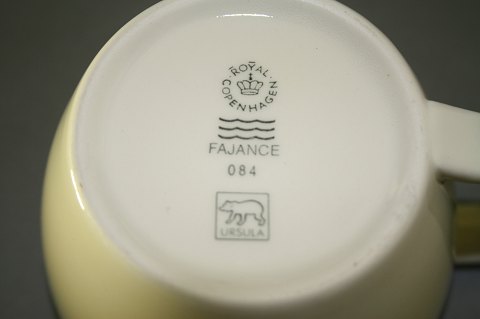 ROYAL
COPENHAGEN
FAJANCE
084
URSULA